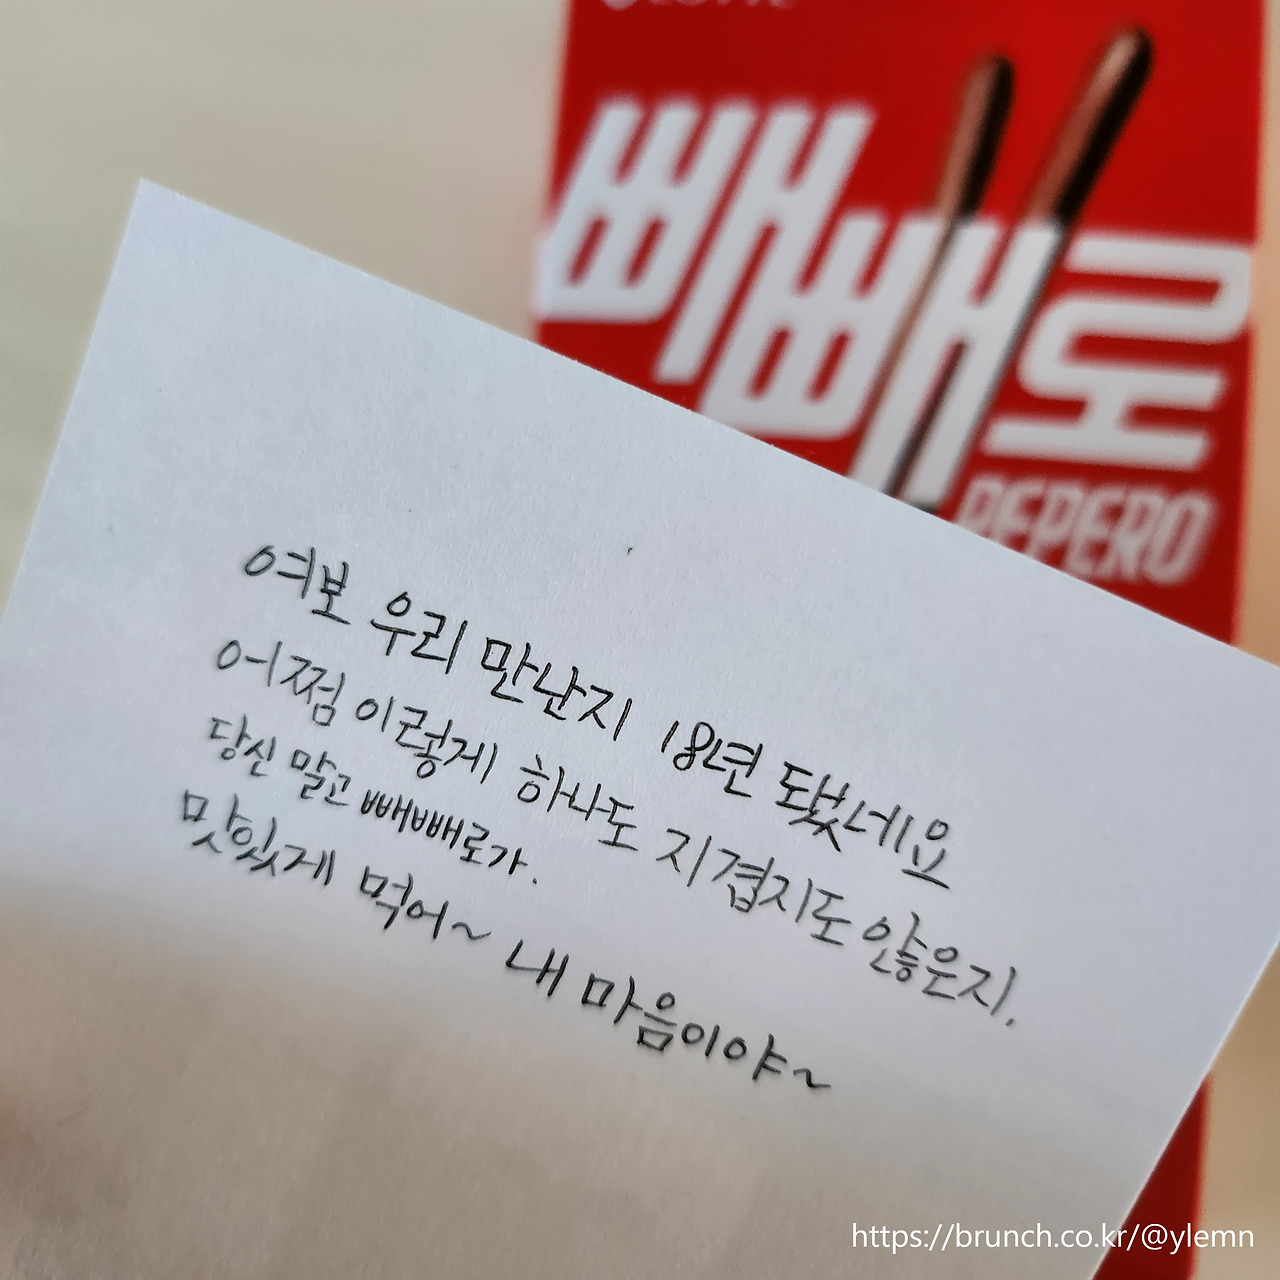 LOTTE
빼빼로
PEPERO
여보 우리 만난지 18년 됐네요
어쩜 이렇게 하나도 지겹지도 않은지.
당신 말고 빼빼로가.
맛있게 먹어~ 내 마음이야~
https://brunch.co.kr/@ylemn